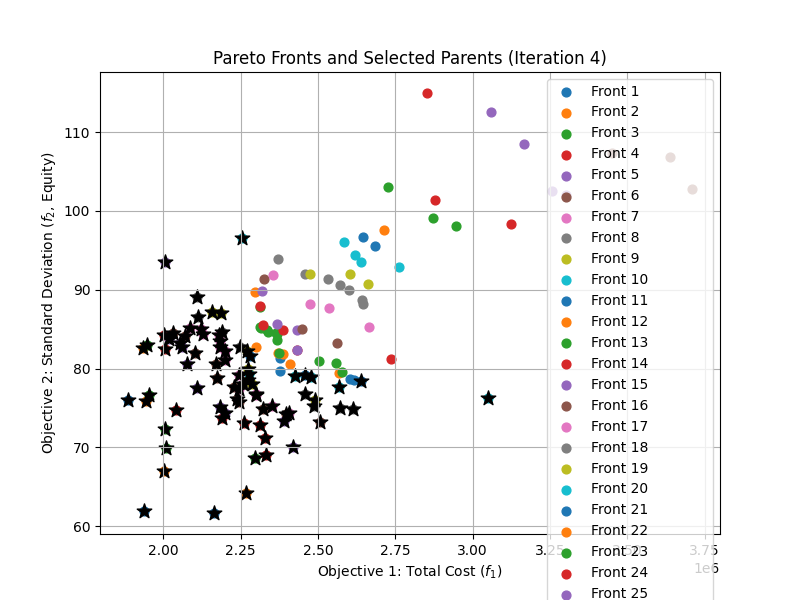 Pareto Fronts and Selected Parents (Iteration 4)
Objective 2: Standard Deviation (f₂, Equity)
110
100
90
80
70
60
2.00
2.25
2.50
2.75
3.00
3.25
3.50
3.75
1e6
Objective 1: Total Cost (f₁)
Front 1
Front 2
Front 3
Front 4
Front 5
Front 6
Front 7
Front 8
Front 9
Front 10
Front 11
Front 12
Front 13
Front 14
Front 15
Front 16
Front 17
Front 18
Front 19
Front 20
Front 21
Front 22
Front 23
Front 24
Front 25